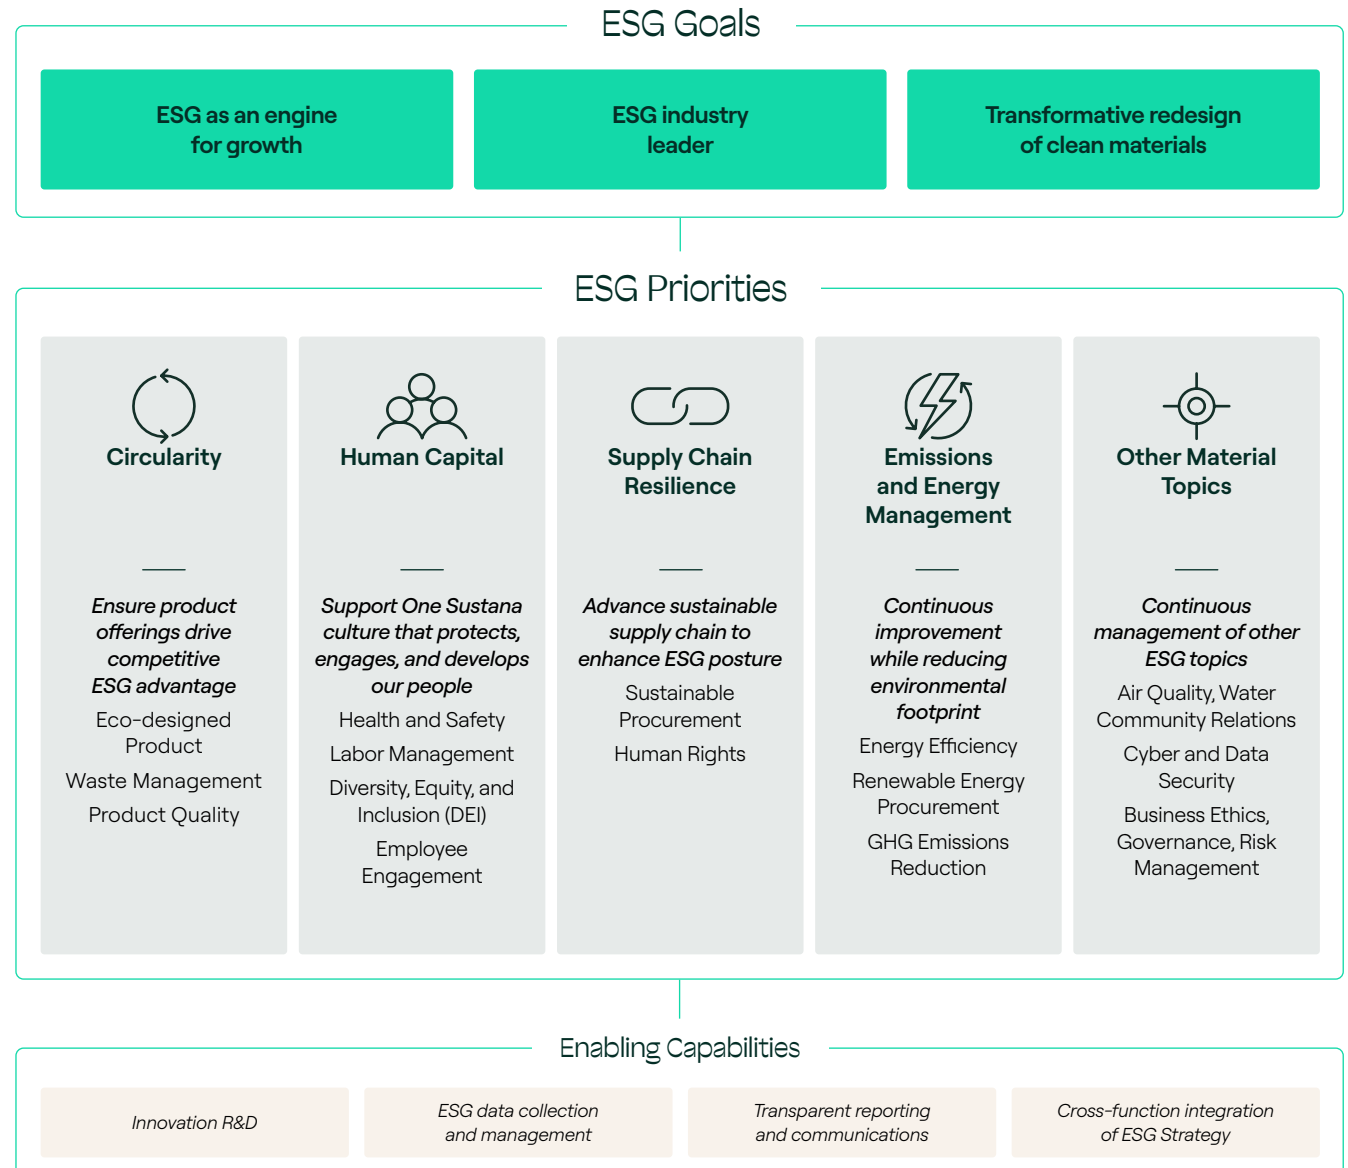 ESG Goals
ESG as an engine
for growth
ESG industry
leader
Transformative redesign
of clean materials
ESG Priorities
Circularity
Ensure product
offerings drive
competitive
ESG advantage
Eco-designed
Product
Waste Management
Product Quality
Human Capital
Support One Sustana
culture that protects,
engages, and develops
our people
Health and Safety
Labor Management
Diversity, Equity, and
Inclusion (DEI)
Employee
Engagement
Supply Chain
Resilience
Advance sustainable
supply chain to
enhance ESG posture
Sustainable
Procurement
Human Rights
Emissions
and Energy
Management
Continuous
improvement
while reducing
environmental
footprint
Energy Efficiency
Renewable Energy
Procurement
GHG Emissions
Reduction
Other Material
Topics
Continuous
management of other
ESG topics
Air Quality, Water
Community Relations
Cyber and Data
Security
Business Ethics,
Governance, Risk
Management
Enabling Capabilities
Innovation R&D
ESG data collection
and management
Transparent reporting
and communications
Cross-function integration
of ESG Strategy